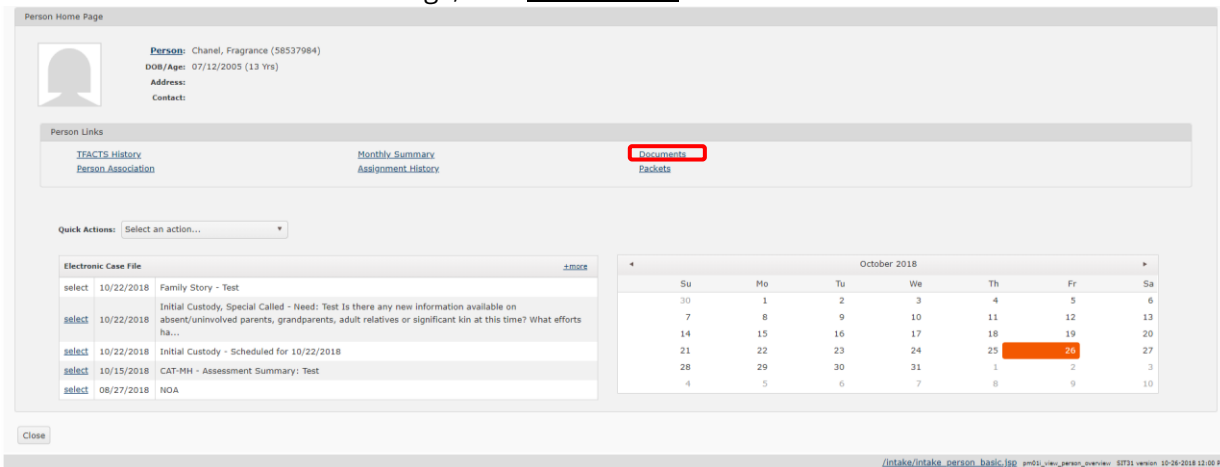 Person Home Page
Person: Chanel, Fragrance (58537984)
DOB/Age: 07/12/2005 (13 Yrs)
Address:
Contact:
Person Links
TFACTS History Monthly Summary Documents
Person Association Assignment History Packets
Quick Actions: Select an action...
Electronic Case File +more
select 10/22/2018 Family Story - Test
select 10/22/2018 Initial Custody, Special Called - Need: Test Is there any new information available on
absent/uninvolved parents, grandparents, adult relatives or significant kin at this time? What efforts
ha...
select 10/22/2018 Initial Custody - Scheduled for 10/22/2018
select 10/15/2018 CAT-MH - Assessment Summary: Test
select 08/27/2018 NOA
October 2018
Su Mo Tu We Th Fr Sa
30 1 2 3 4 5 6
7 8 9 10 11 12 13
14 15 16 17 18 19 20
21 22 23 24 25 26 27
28 29 30 31 1 2 3
4 5 6 7 8 9 10
Close
/intake/intake_person_basic.jsp pm01i_view_person_overview SIT31 version 10-26-2018 12:00 P